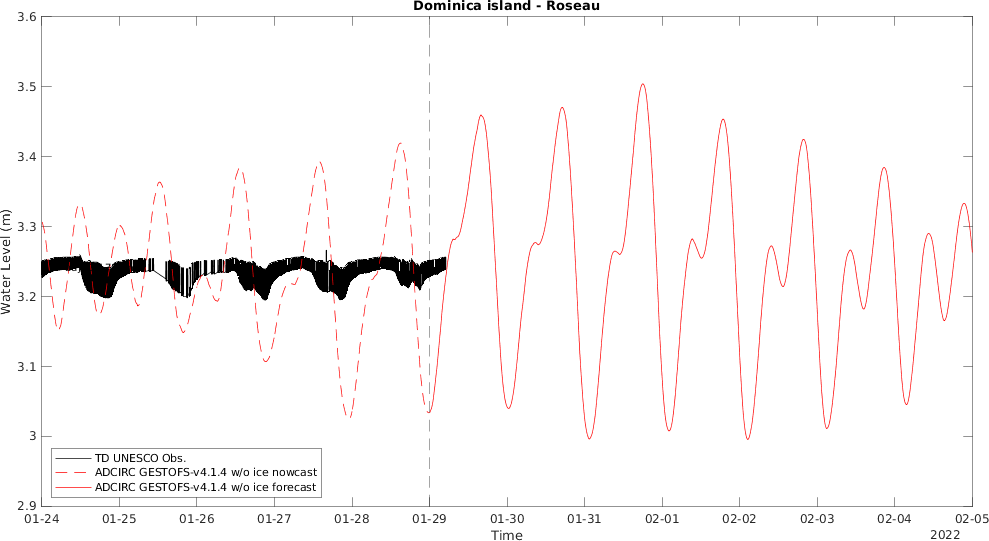 Dominica island - Roseau
3.6
3.5
3.4
3.3
3.2
3.1
3
2.9
Water Level (m)
TD UNESCO Obs.
ADCIRC GESTOFS-v4.1.4 w/o ice nowcast
ADCIRC GESTOFS-v4.1.4 w/o ice forecast
01-24 01-25 01-26 01-27 01-28 01-29 01-30 01-31 02-01 02-02 02-03 02-04 02-05
Time
2022